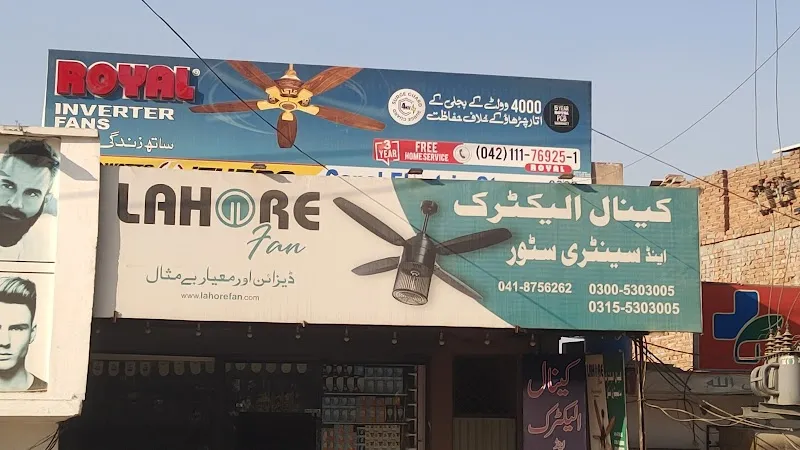 ROYAL
INVERTER
FANS
ساتھ زندگی
4000 وولٹ کے بجلی کے
اتار چڑھاؤ کے خلاف حفاظت
SURGE GUARD
3 YEAR
FREE
HOME SERVICE
(042) 111-76925-1
ROYAL
LAHORE
Fan
ڈیزائن اور معیار بے مثال
www.lahorefan.com
کینال الیکٹرک
اینڈ سینٹری سٹور
041-8756262
0300-5303005
0315-5303005
کینال
الیکٹرک